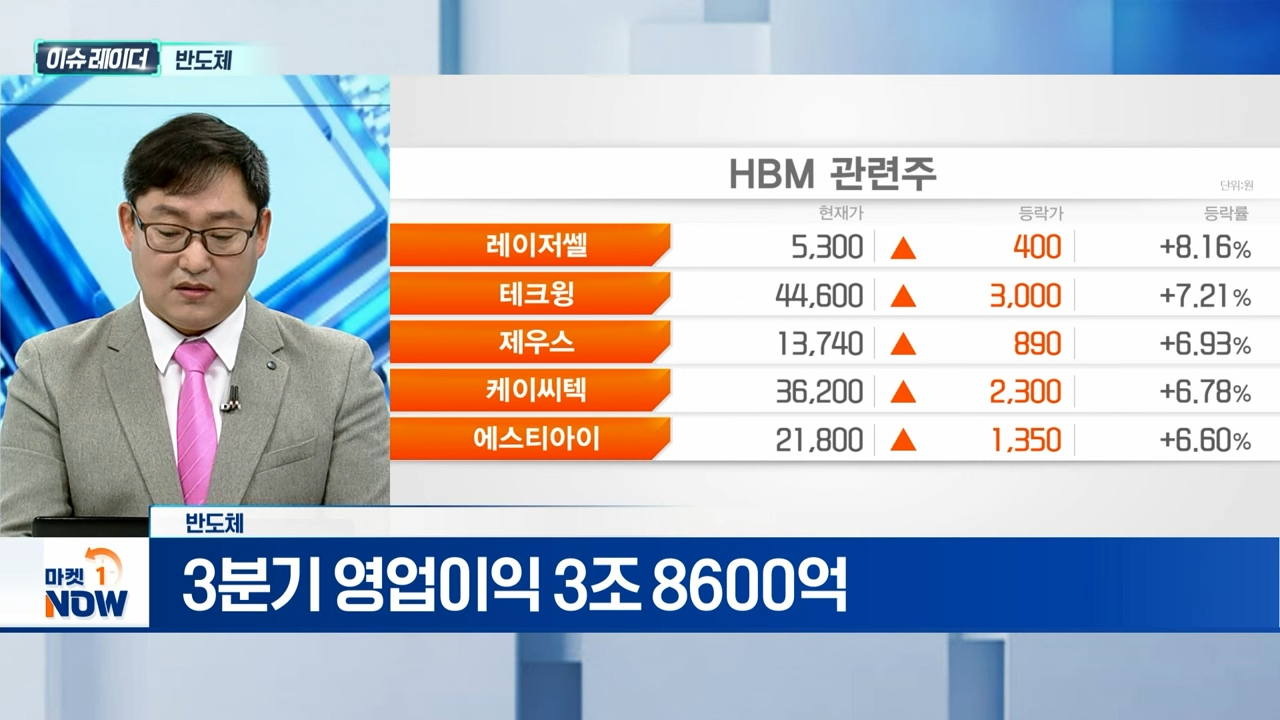 이슈 레이더 반도체
HBM 관련주
단위:원
현재가 등락가 등락률
레이저쎌 5,300 ▲ 400 +8.16%
테크윙 44,600 ▲ 3,000 +7.21%
제우스 13,740 ▲ 890 +6.93%
케이씨텍 36,200 ▲ 2,300 +6.78%
에스티아이 21,800 ▲ 1,350 +6.60%
반도체
3분기 영업이익 3조 8600억
마켓 1
NOW